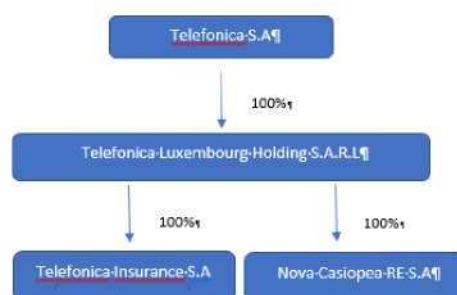 Telefonica·S.A¶
100%¶
Telefonica·Luxembourg·Holding·S.A.R.L¶
100%¶ 100%¶
Telefonica·Insurance·S.A Nova·Casiopea·RE·S.A¶